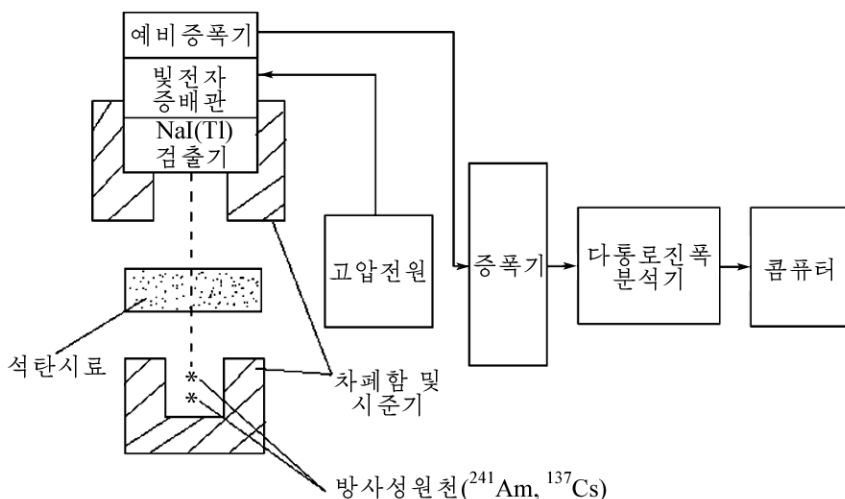 예비증폭기
빛전자
증배관
NaI(Tl)
검출기
고압전원
증폭기
다통로진폭
분석기
콤퓨터
석탄시료
차페함 및
시준기
방사성원천(²⁴¹Am, ¹³⁷Cs)